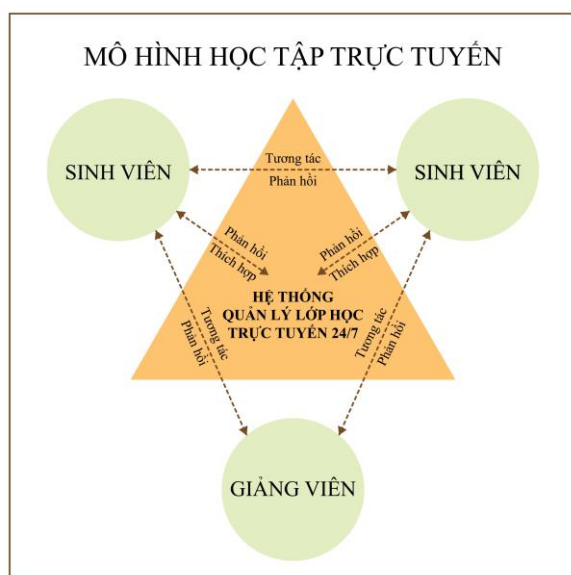 MÔ HÌNH HỌC TẬP TRỰC TUYẾN
SINH VIÊN
Tương tác
Phản hồi
SINH VIÊN
Phản hồi
Thích hợp
Phản hồi
Thích hợp
HỆ THỐNG
QUẢN LÝ LỚP HỌC
TRỰC TUYẾN 24/7
Tương tác
Phản hồi
Tương tác
Phản hồi
GIẢNG VIÊN